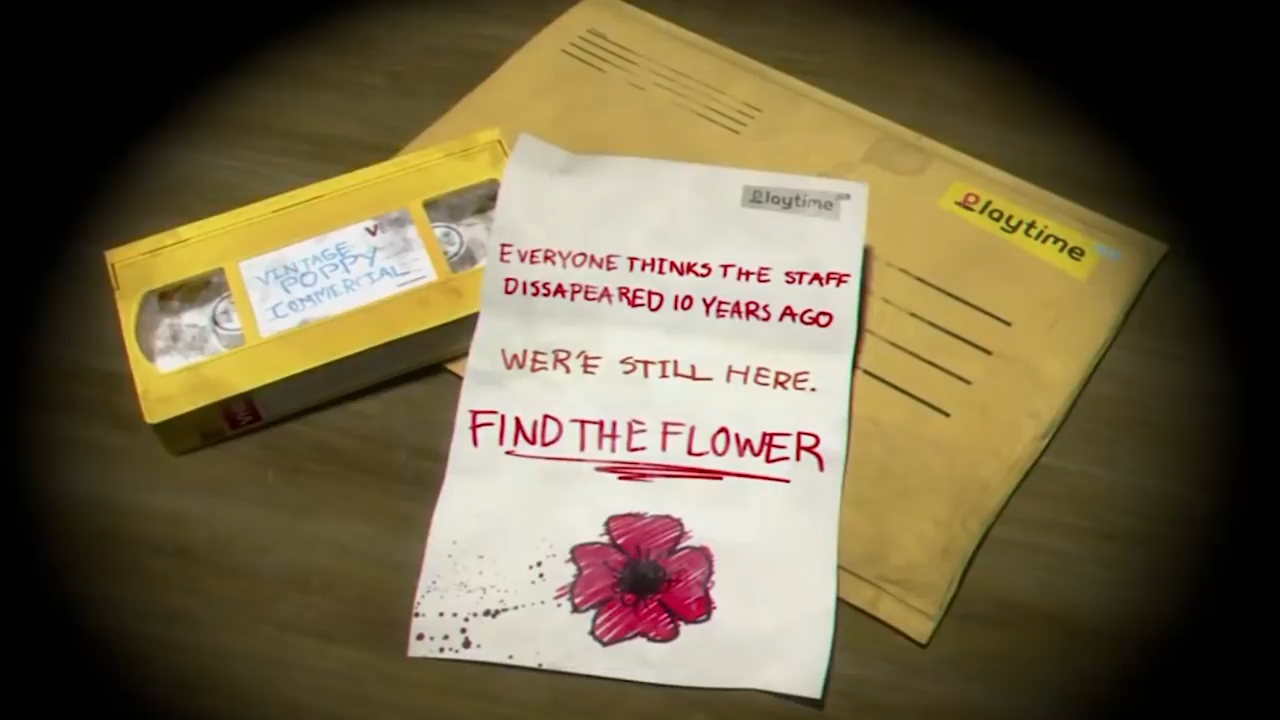 Playtime
EVERYONE THINKS THE STAFF
DISSAPEARED 10 YEARS AGO
WER'E STILL HERE.
FIND THE FLOWER
VINTAGE
POPPY
COMMERCIAL
Playtime